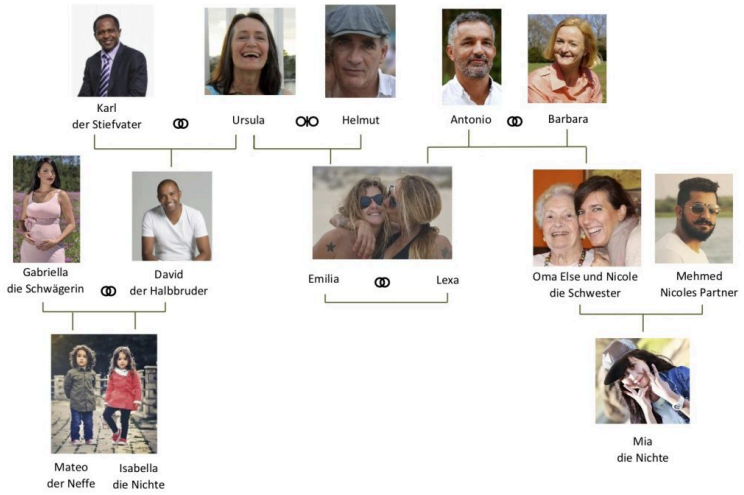 Karl
der Stiefvater
Ursula
Helmut
Antonio
Barbara
Gabriella
die Schwägerin
David
der Halbbruder
Emilia
Lexa
Oma Else und Nicole
die Schwester
Mehmed
Nicoles Partner
Mateo
der Neffe
Isabella
die Nichte
Mia
die Nichte